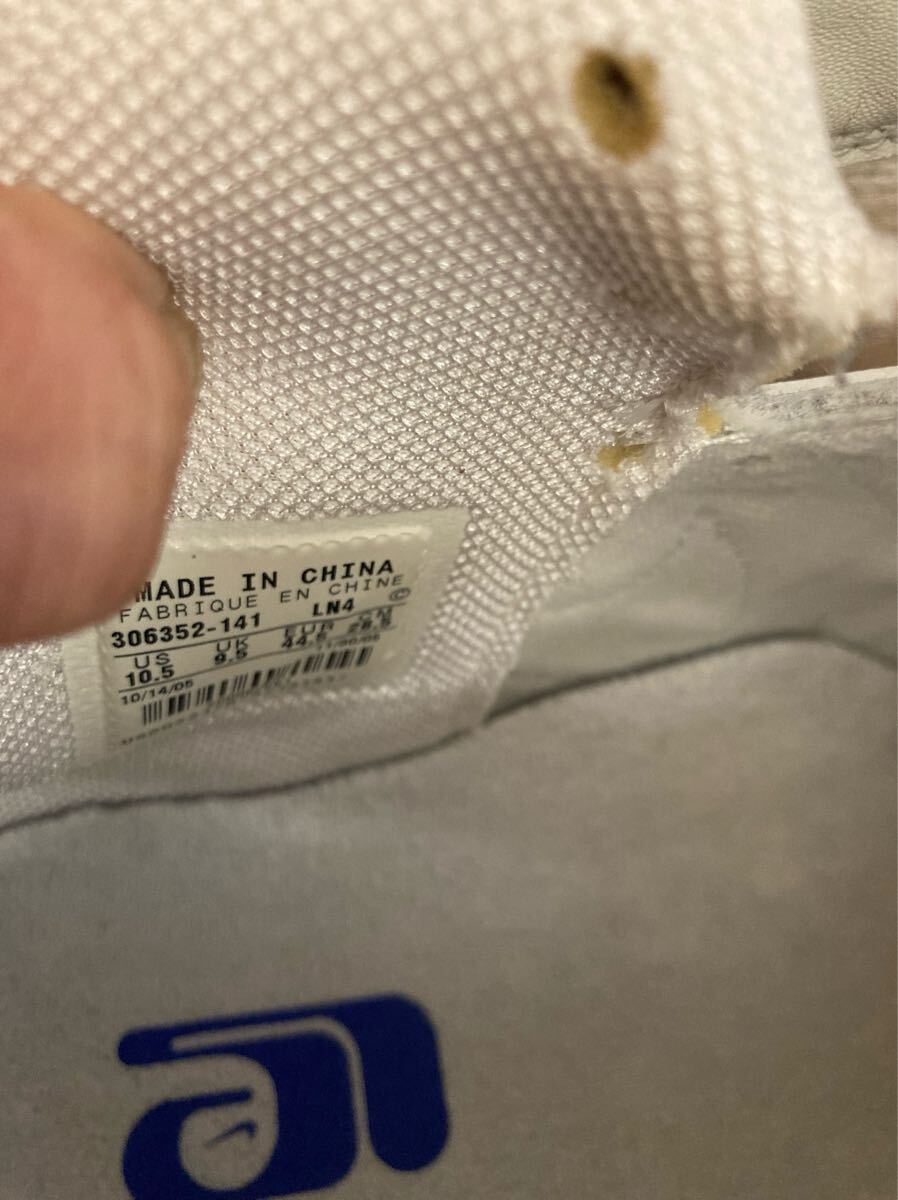 MADE IN CHINA
FABRIQUE EN CHINE
306352-141 LN4 ©
US UK EUR CM
10.5 9.5 44.5 28.5
10/14/05